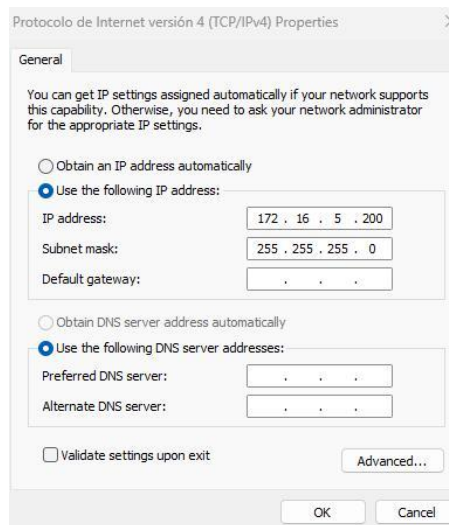 Protocolo de Internet versión 4 (TCP/IPv4) Properties
General
You can get IP settings assigned automatically if your network supports
this capability. Otherwise, you need to ask your network administrator
for the appropriate IP settings.
Obtain an IP address automatically
Use the following IP address:
IP address: 172 . 16 . 5 . 200
Subnet mask: 255 . 255 . 255 . 0
Default gateway: . . .
Obtain DNS server address automatically
Use the following DNS server addresses:
Preferred DNS server: . . .
Alternate DNS server: . . .
Validate settings upon exit
Advanced...
OK Cancel